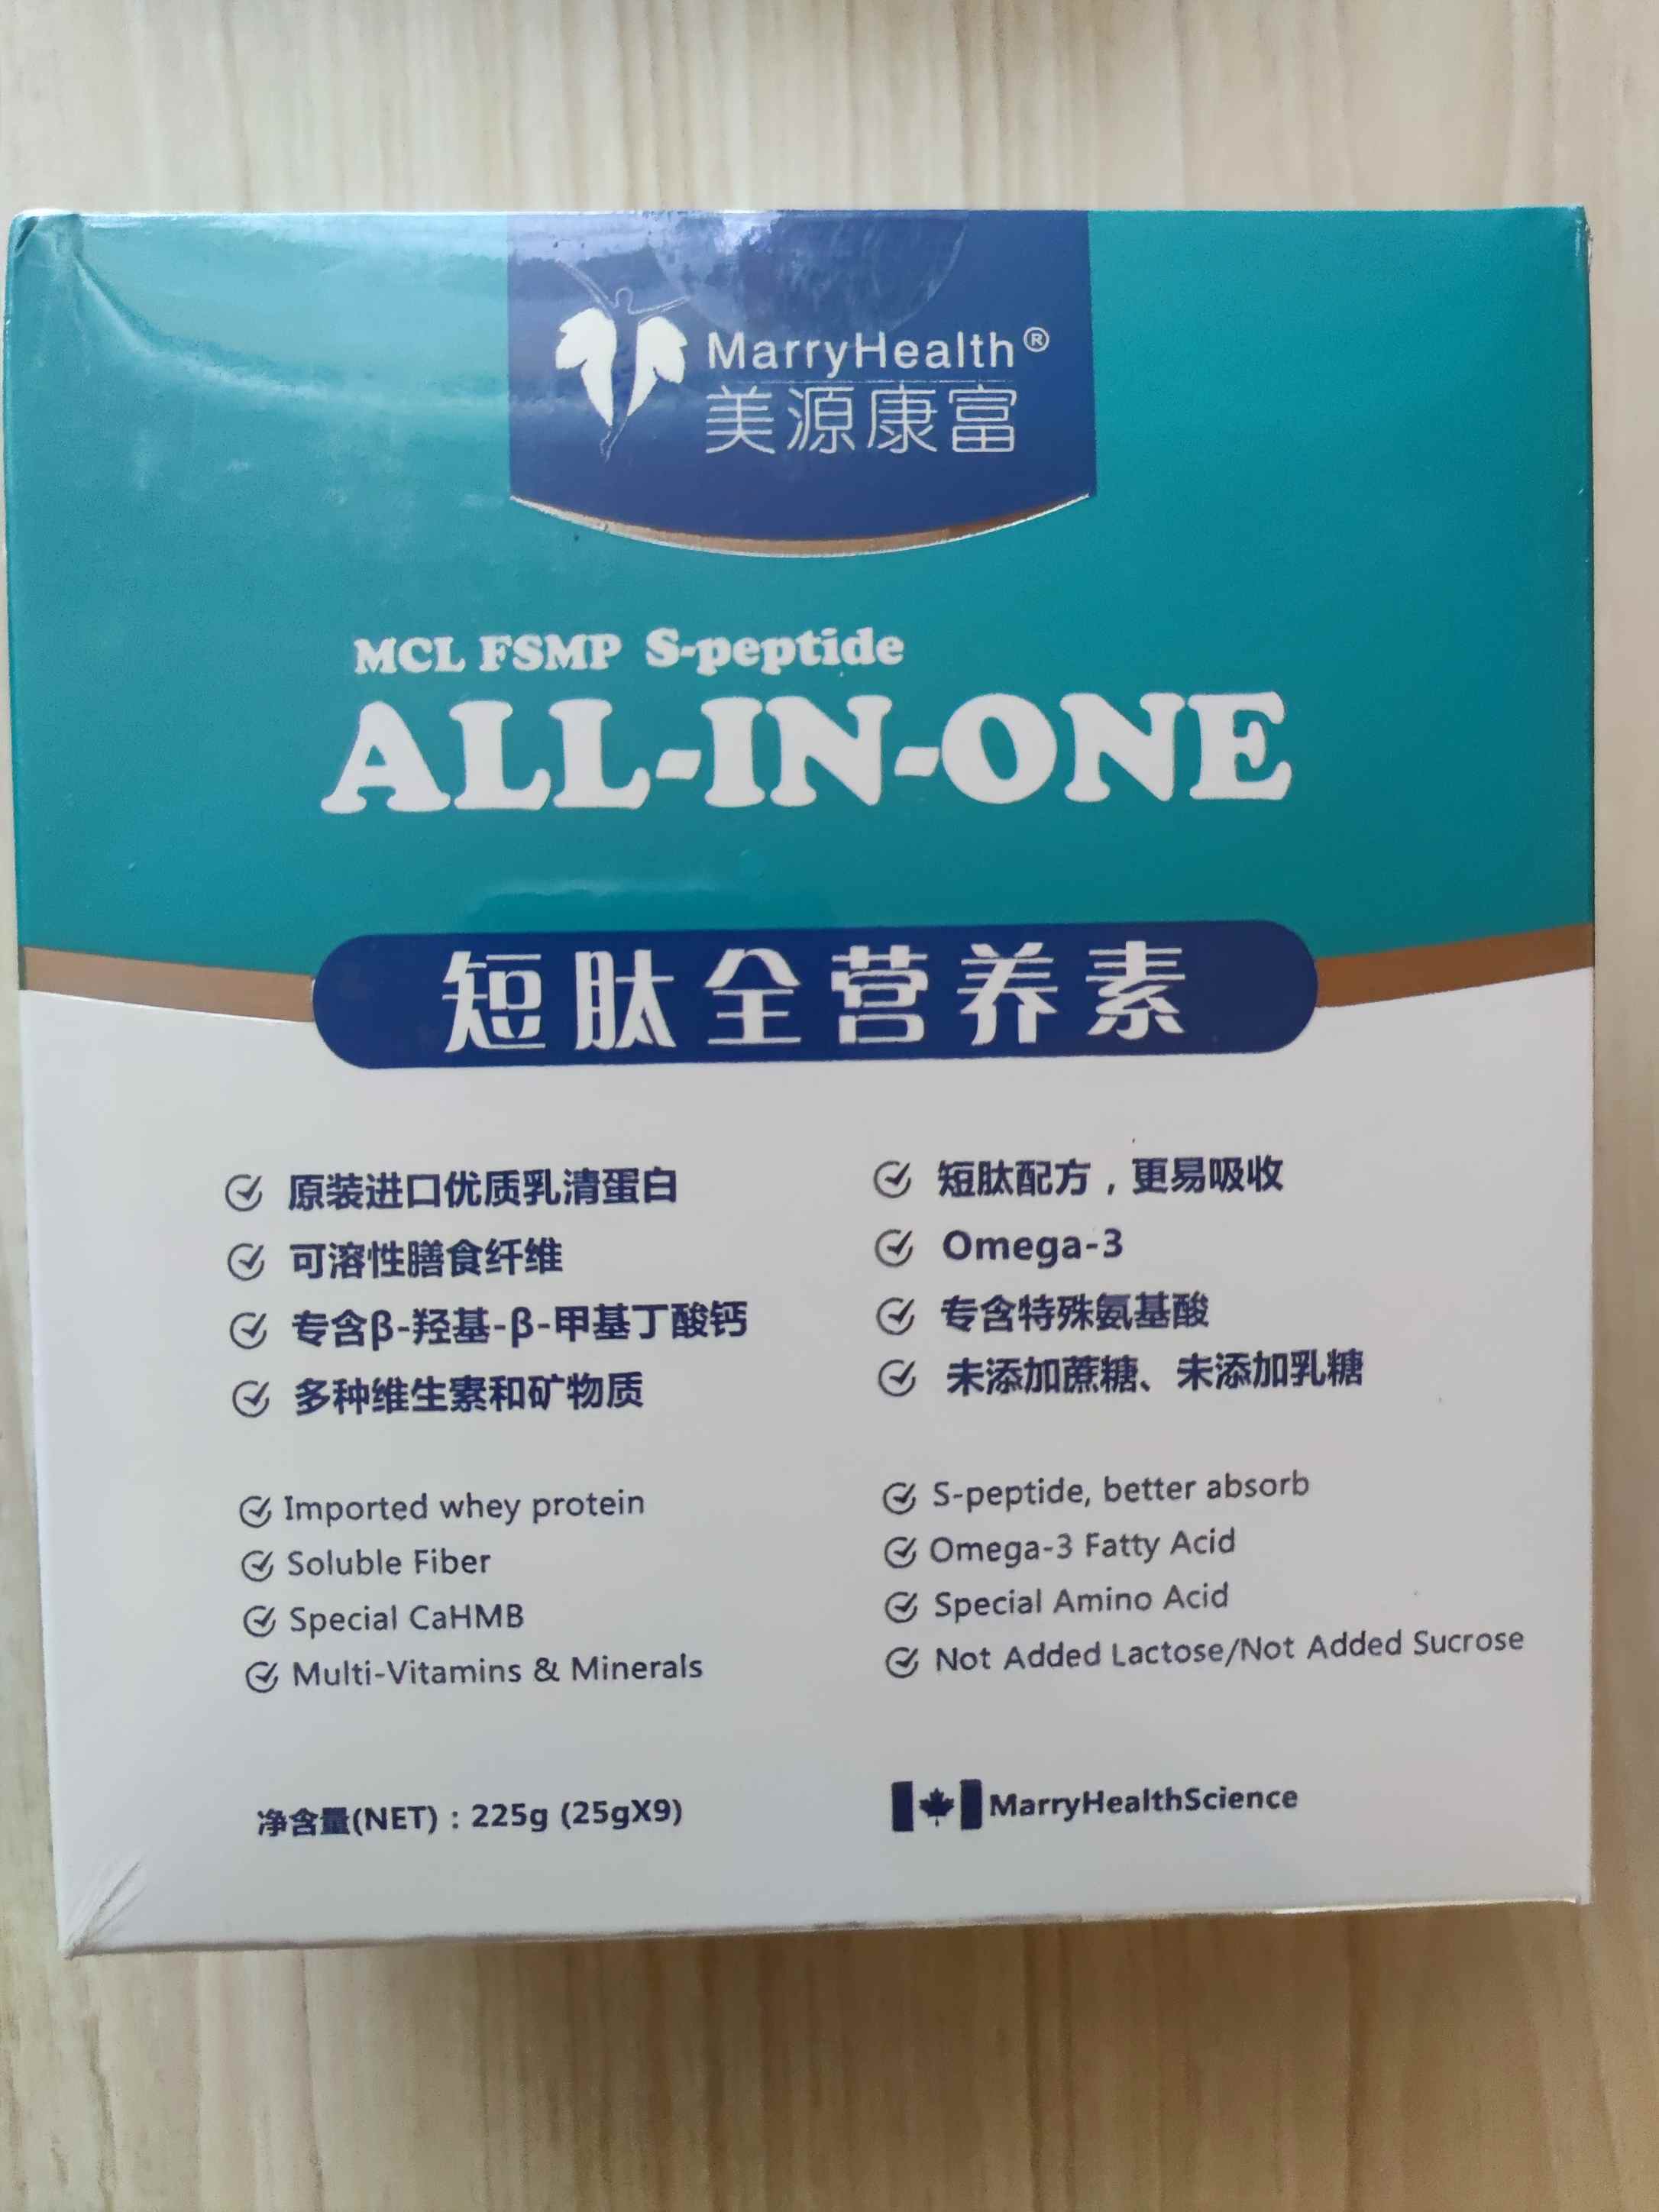 MarryHealth®
美源康富
MCL FSMP S-peptide
ALL-IN-ONE
短肽全营养素
原装进口优质乳清蛋白
可溶性膳食纤维
专含β-羟基-β-甲基丁酸钙
多种维生素和矿物质
短肽配方，更易吸收
Omega-3
专含特殊氨基酸
未添加蔗糖、未添加乳糖
Imported whey protein
Soluble Fiber
Special CaHMB
Multi-Vitamins & Minerals
S-peptide, better absorb
Omega-3 Fatty Acid
Special Amino Acid
Not Added Lactose/Not Added Sucrose
净含量(NET)：225g (25gX9)
MarryHealthScience